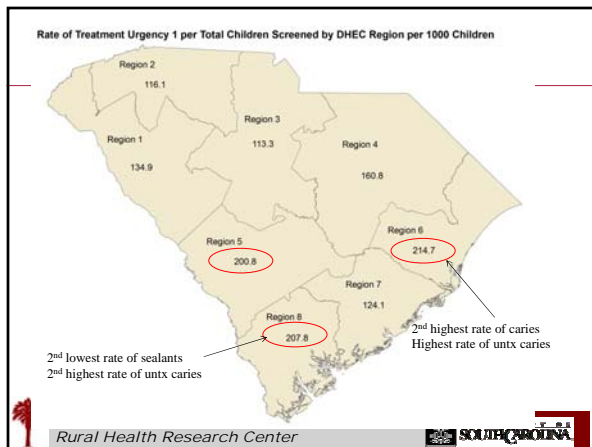 Rate of Treatment Urgency 1 per Total Children Screened by DHEC Region per 1000 Children
Region 2
116.1
Region 3
113.3
Region 1
134.9
Region 4
160.8
Region 5
200.8
Region 6
214.7
Region 7
124.1
Region 8
207.8
2nd highest rate of caries
Highest rate of untx caries
2nd lowest rate of sealants
2nd highest rate of untx caries
Rural Health Research Center
SOUTH CAROLINA